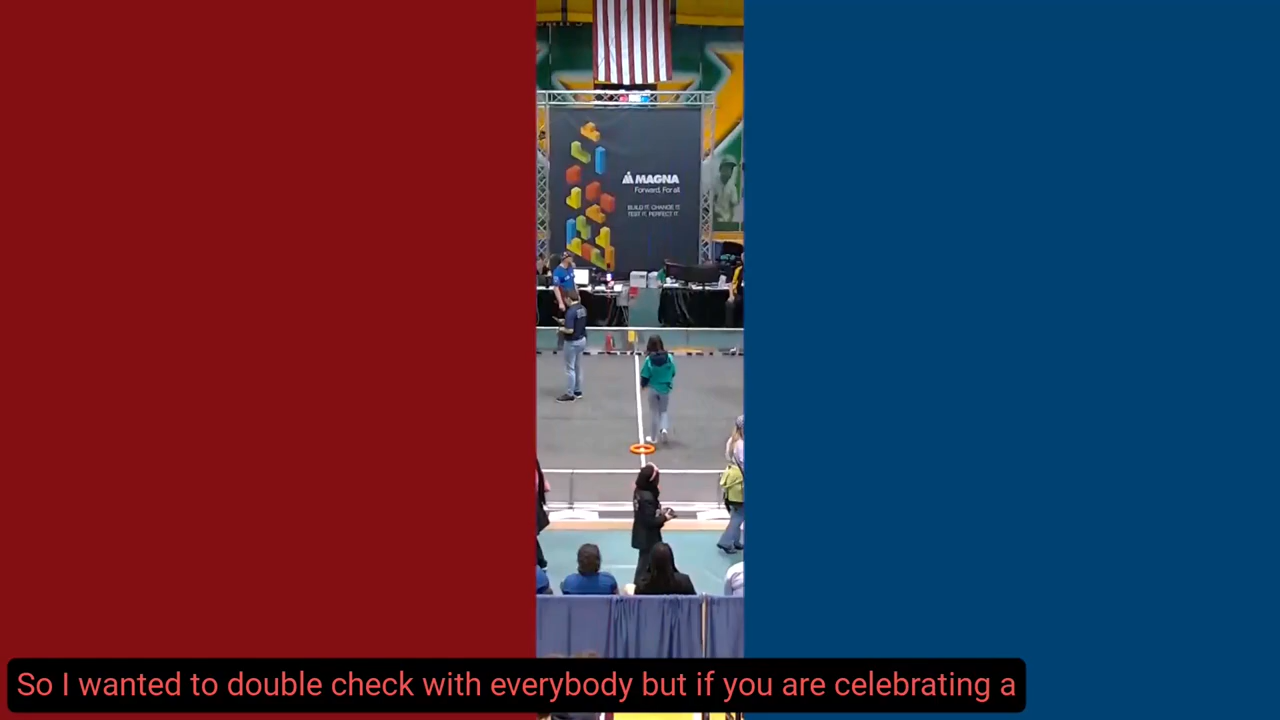 MAGNA
Forward. For all
BUILD IT. CHANGE IT.
TEST IT. PERFECT IT.
So I wanted to double check with everybody but if you are celebrating a